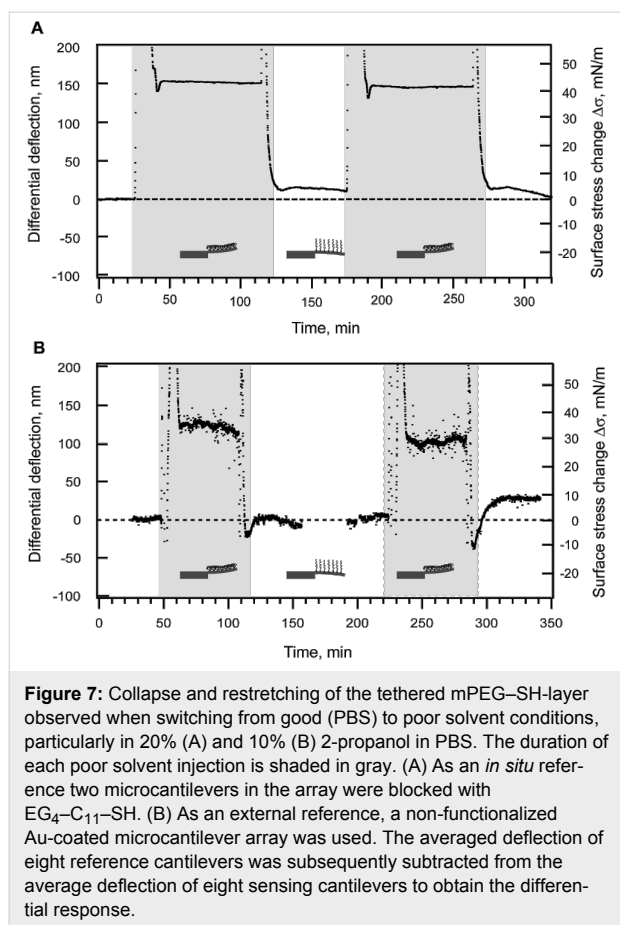 A
200
150
100
50
0
-50
-100
Differential deflection, nm
50
40
30
20
10
0
-10
-20
Surface stress change Δσ, mN/m
0 50 100 150 200 250 300
Time, min
B
200
150
100
50
0
-50
-100
Differential deflection, nm
50
40
30
20
10
0
-10
-20
Surface stress change Δσ, mN/m
0 50 100 150 200 250 300 350
Time, min
Figure 7: Collapse and restretching of the tethered mPEG–SH-layer
observed when switching from good (PBS) to poor solvent conditions,
particularly in 20% (A) and 10% (B) 2-propanol in PBS. The duration of
each poor solvent injection is shaded in gray. (A) As an in situ refer-
ence two microcantilevers in the array were blocked with
EG4–C11–SH. (B) As an external reference, a non-functionalized
Au-coated microcantilever array was used. The averaged deflection of
eight reference cantilevers was subsequently subtracted from the
average deflection of eight sensing cantilevers to obtain the differen-
tial response.